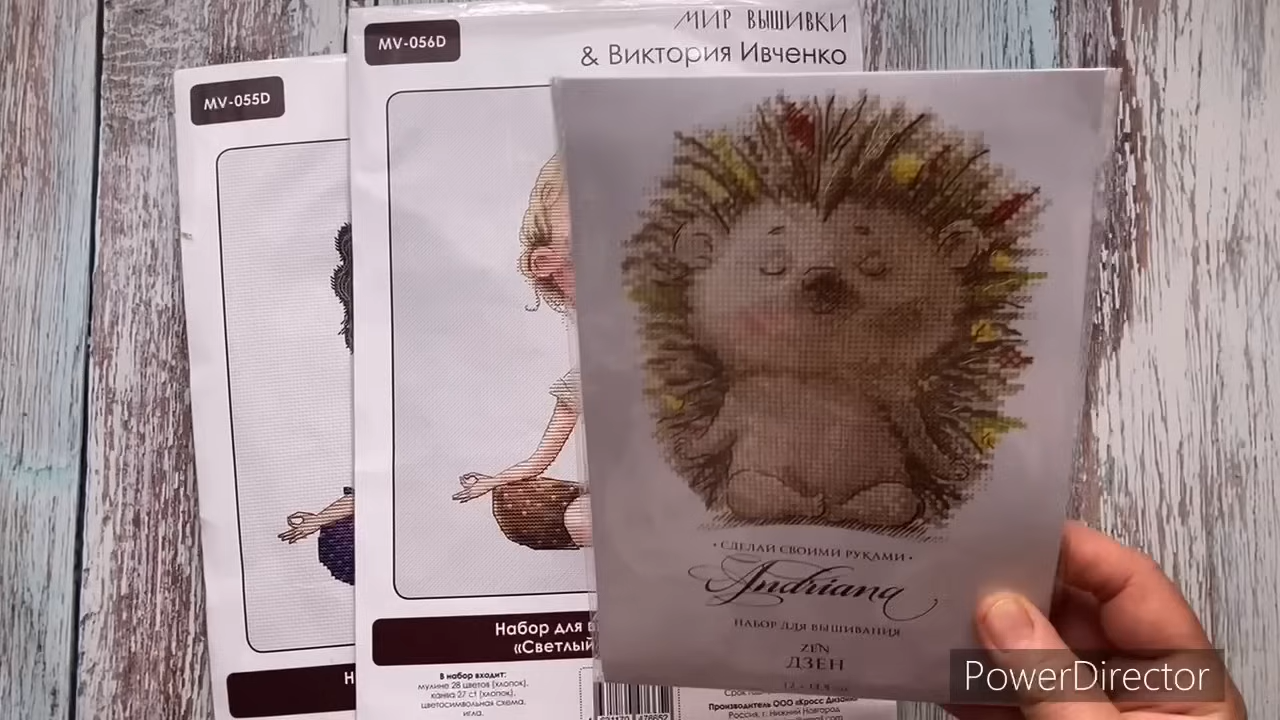 MV-055D
MV-056D
МИР ВЫШИВКИ
& Виктория Ивченко
• СДЕЛАЙ СВОИМИ РУКАМИ •
Andriana
НАБОР ДЛЯ ВЫШИВАНИЯ
ZEN
ДЗЕН
Набор для в
«Светлый
В набор входит:
мулине 28 цветов (хлопок),
канва 27 ct (хлопок),
цветосимвольная схема,
игла.
Производитель ООО «Кросс Дизайн
Россия, г. Нижний Новгород
PowerDirector